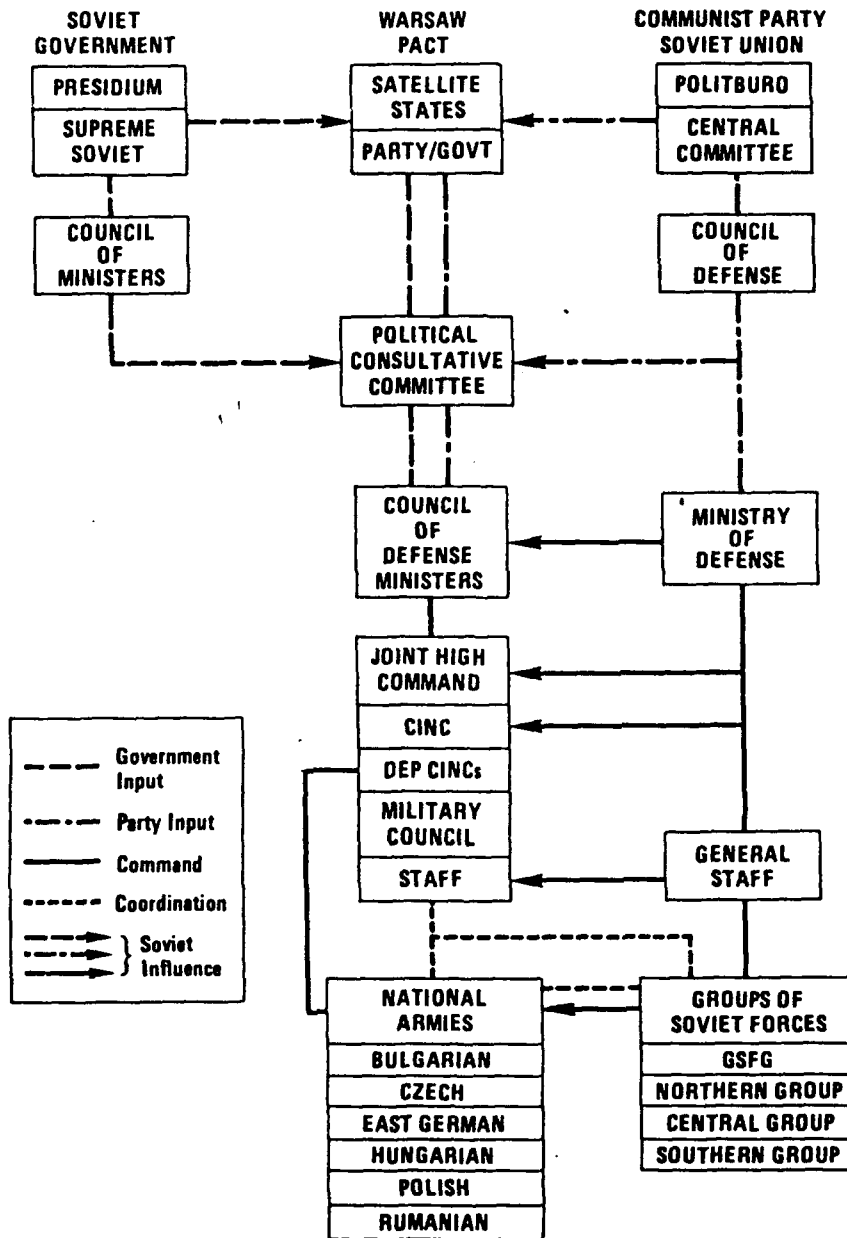 SOVIET
GOVERNMENT
WARSAW
PACT
COMMUNIST PARTY
SOVIET UNION
PRESIDIUM
SUPREME
SOVIET
SATELLITE
STATES
PARTY/GOVT
POLITBURO
CENTRAL
COMMITTEE
COUNCIL
OF
MINISTERS
COUNCIL
OF
DEFENSE
POLITICAL
CONSULTATIVE
COMMITTEE
COUNCIL
OF
DEFENSE
MINISTERS
MINISTRY
OF
DEFENSE
JOINT HIGH
COMMAND
CINC
DEP CINCs
MILITARY
COUNCIL
STAFF
GENERAL
STAFF
Government
Input
Party Input
Command
Coordination
Soviet
Influence
NATIONAL
ARMIES
BULGARIAN
CZECH
EAST GERMAN
HUNGARIAN
POLISH
RUMANIAN
GROUPS OF
SOVIET FORCES
GSFG
NORTHERN GROUP
CENTRAL GROUP
SOUTHERN GROUP